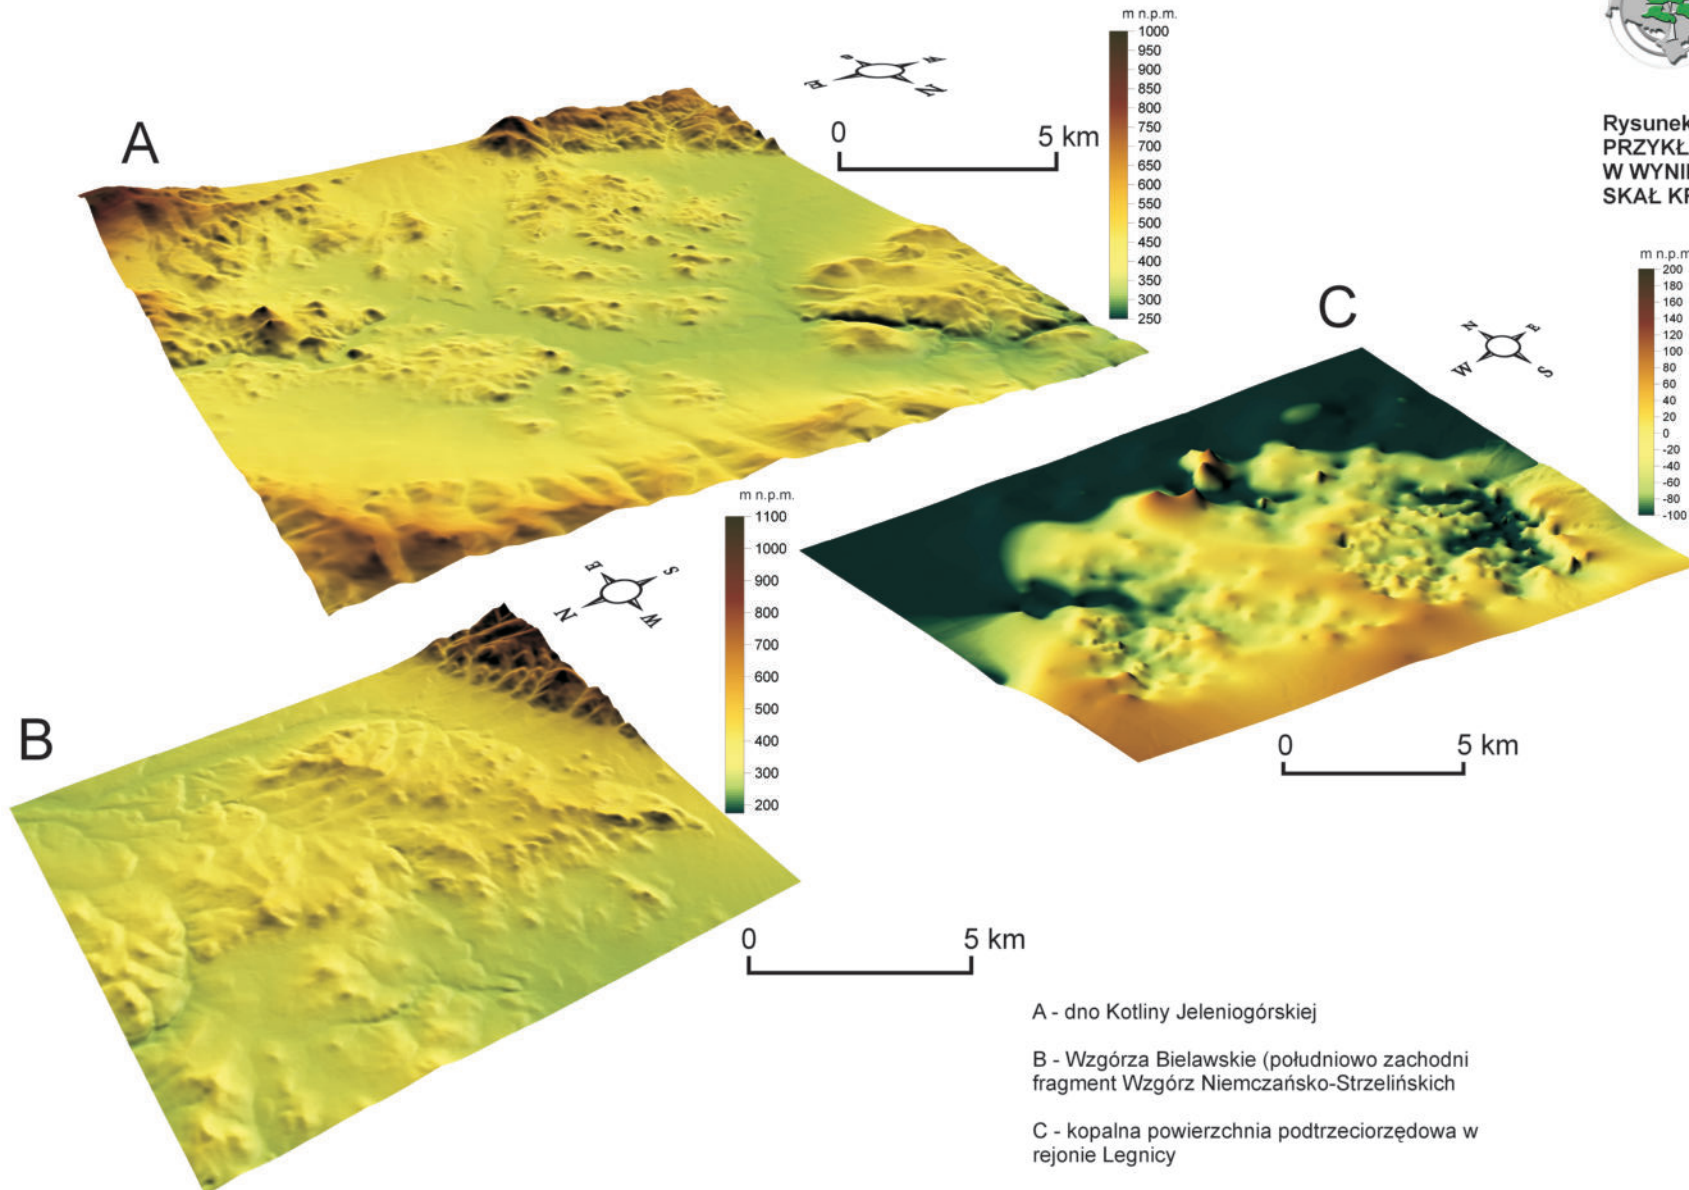 A
m n.p.m.
1000
950
900
850
800
750
700
650
600
550
500
450
400
350
300
250
E
N
0 5 km
Rysunek
W
C
m n.p.m
200
180
160
140
120
100
80
60
40
20
0
-20
-40
-60
-80
-100
N
E
W
S
0 5 km
B
m n.p.m.
1100
1000
900
800
700
600
500
400
300
200
E
S
N
W
0 5 km
A - dno Kotliny Jeleniogórskiej
B - Wzgórza Bielawskie (południowo zachodni
fragment Wzgórz Niemczańsko-Strzelińskich
C - kopalna powierzchnia podtrzeciorzędowa w
rejonie Legnicy